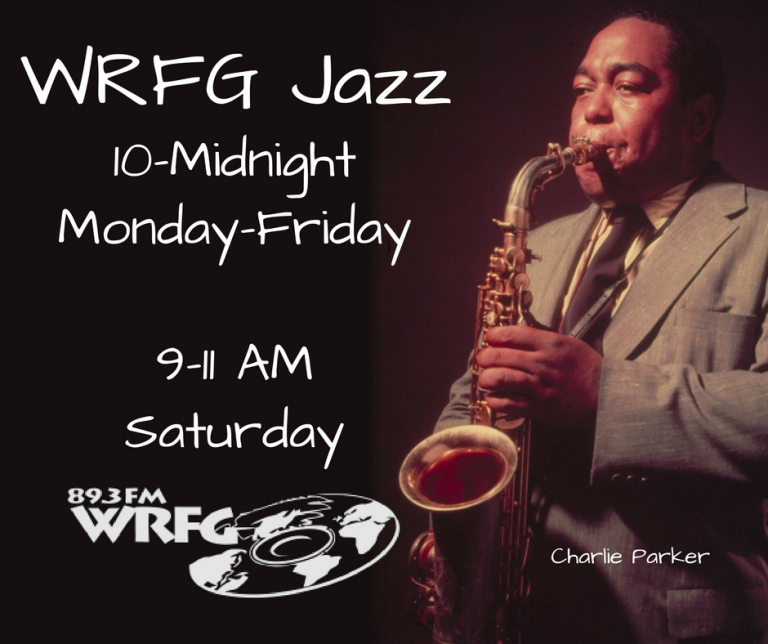 WRFG Jazz
10-Midnight
Monday-Friday
9-11 AM
Saturday
89.3 FM
WRFG
Charlie Parker